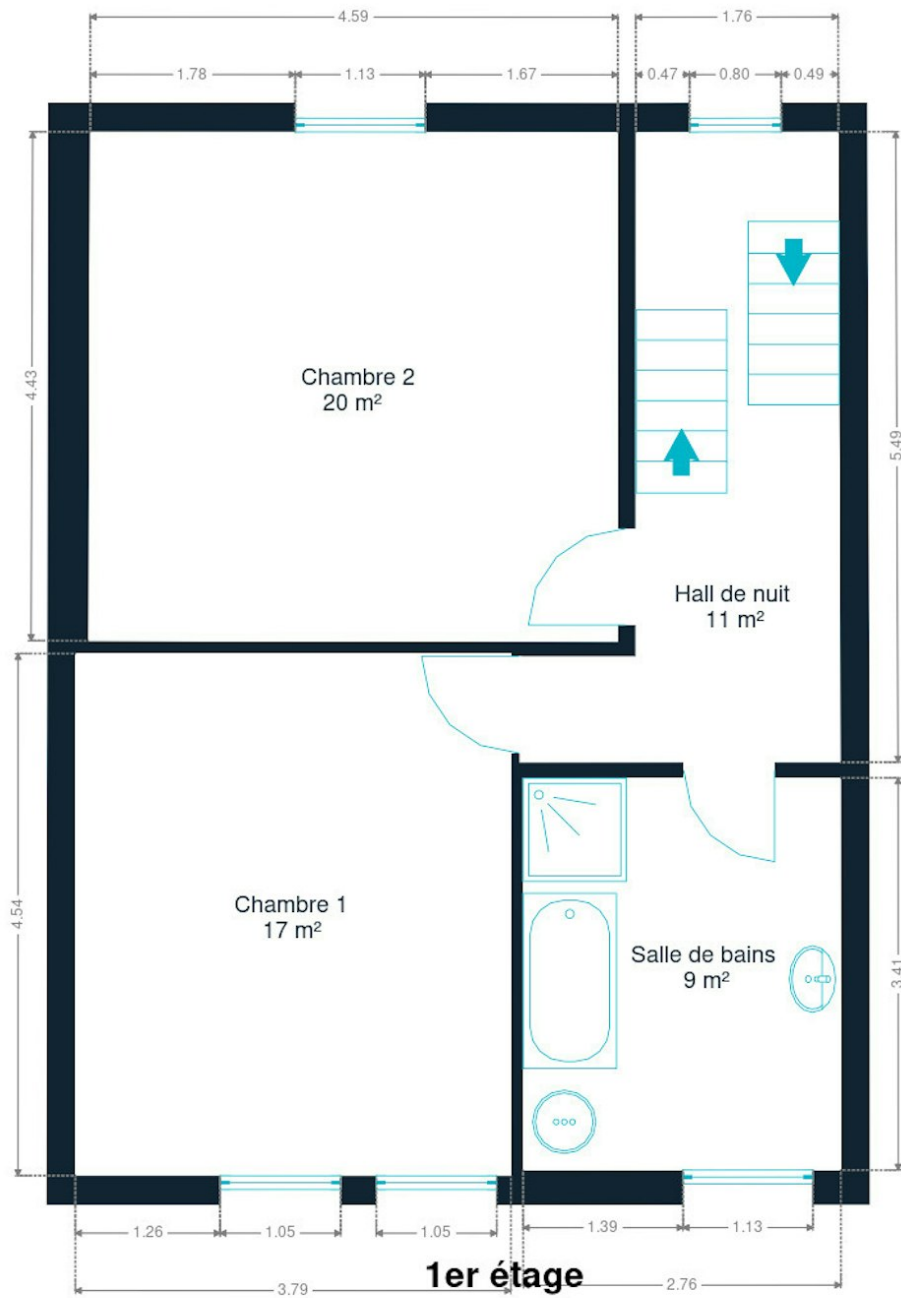 4.59
1.76
1.78
1.13
1.67
0.47
0.80
0.49
4.43
5.49
Chambre 2
20 m²
Hall de nuit
11 m²
Chambre 1
17 m²
4.54
Salle de bains
9 m²
3.41
1.26
1.05
1.05
1.39
1.13
1er étage
3.79
2.76